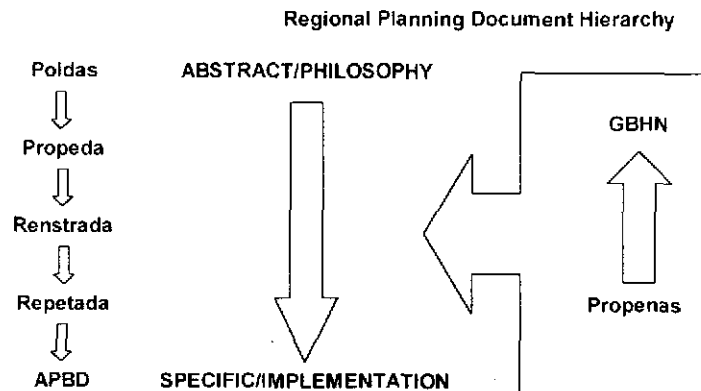 Regional Planning Document Hierarchy
Poldas
ABSTRACT/PHILOSOPHY
GBHN
Propeda
Renstrada
Repetada
Propenas
APBD
SPECIFIC/IMPLEMENTATION